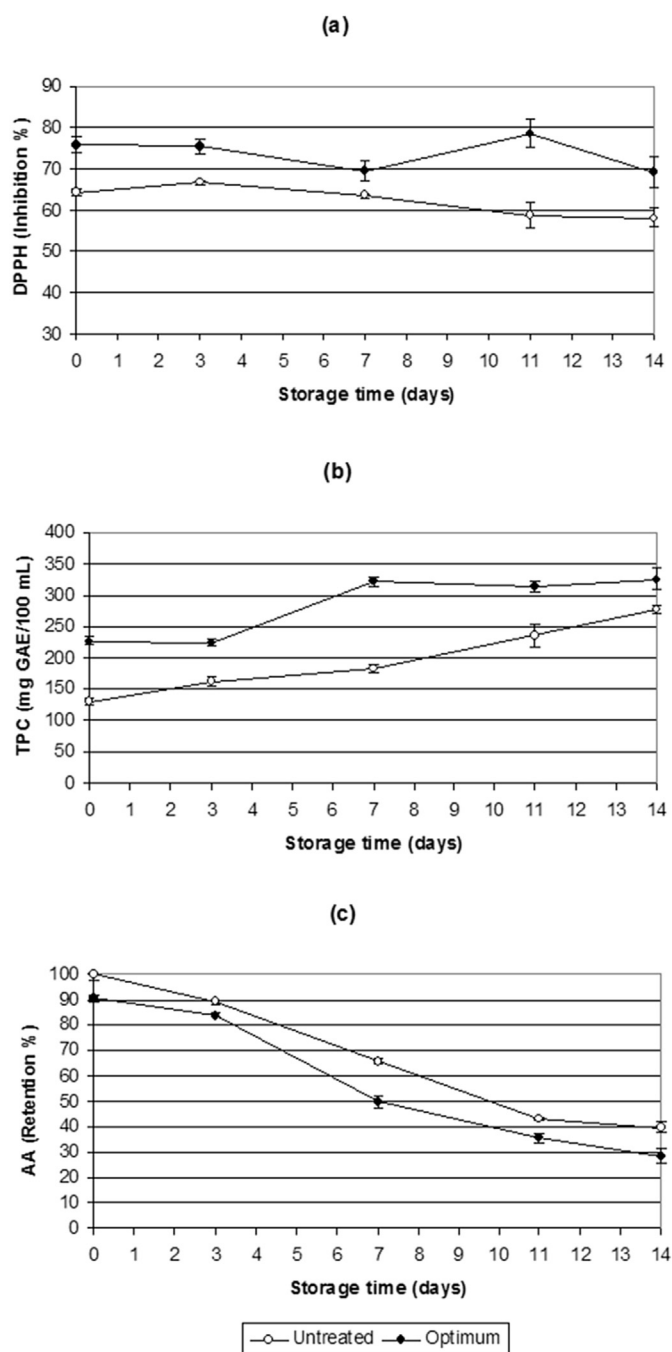 (a)
DPPH (Inhibition %)
90
80
70
60
50
40
30
0 1 2 3 4 5 6 7 8 9 10 11 12 13 14
Storage time (days)
(b)
TPC (mg GAE/100 mL)
400
350
300
250
200
150
100
50
0
0 1 2 3 4 5 6 7 8 9 10 11 12 13 14
Storage time (days)
(c)
AA (Retention %)
100
90
80
70
60
50
40
30
20
10
0
0 1 2 3 4 5 6 7 8 9 10 11 12 13 14
Storage time (days)
Untreated Optimum